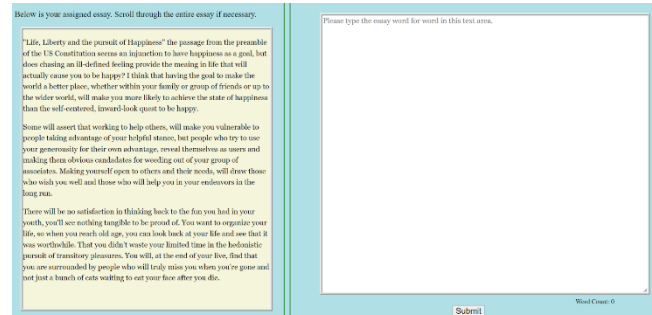 Below is your assigned essay. Scroll through the entire essay if necessary.
"Life, Liberty and the pursuit of Happiness" the passage from the preamble
of the US Constitution seems an injunction to have happiness as a goal, but
does chasing an ill-defined feeling provide the meaing in life that will
actually cause you to be happy? I think that having the goal to make the
world a better place, whether within your family or group of friends or up to
the wider world, will make you more likely to achieve the state of happiness
than the self-centered, inward-look quest to be happy.
Some will assert that working to help others, will make you vulnerable to
people taking advantage of your helpful stance, but people who try to use
your generousity for their own advantage, reveal themselves as users and
making them obvious candadates for weeding out of your group of
associates. Making yourself open to others and their needs, will draw those
who wish you well and those who will help you in your endeavors in the
long run.
There will be no satisfaction in thinking back to the fun you had in your
youth, you'll see nothing tangible to be proud of. You want to organize your
life, so when you reach old age, you can look back at your life and see that it
was worthwhile. That you didn't waste your limited time in the hedonistic
pursuit of transitory pleasures. You will, at the end of your live, find that
you are surrounded by people who will truly miss you when you're gone and
not just a bunch of cats waiting to eat your face after you die.
Please type the essay word for word in this text area.
Word Count: 0
Submit